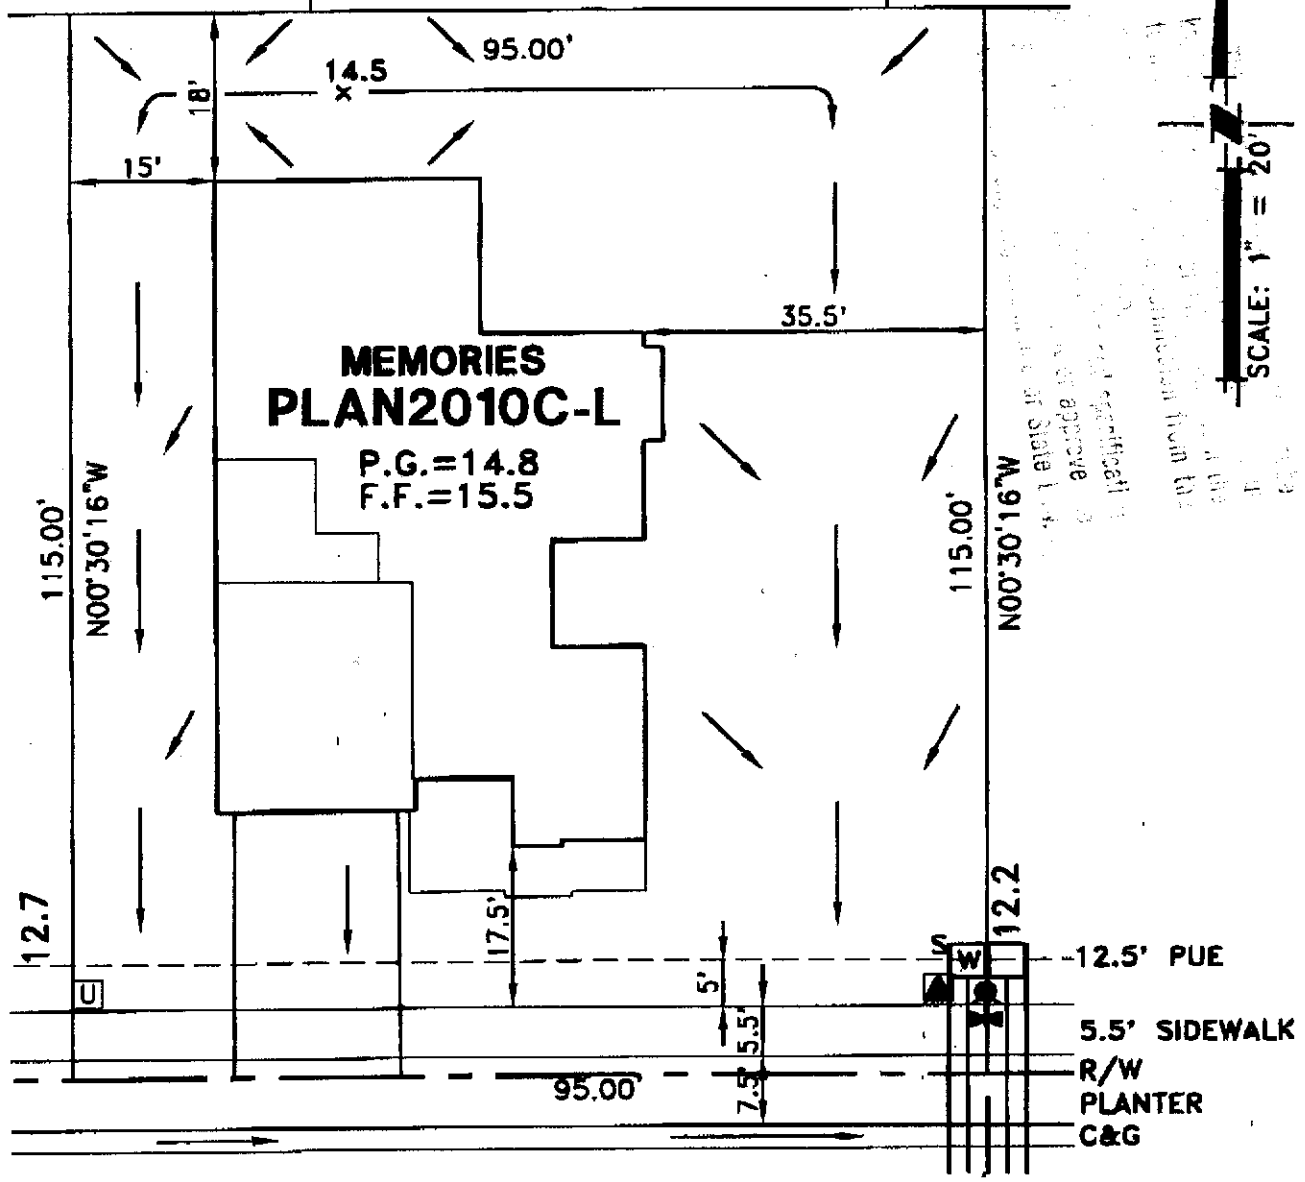 95.00'
14.5
x
18'
15'
SCALE: 1" = 20'
35.5'
MEMORIES
PLAN2010C-L
P.G.=14.8
F.F.=15.5
115.00'
N00°30'16"W
115.00'
N00°30'16"W
12.7
12.2
17.5'
S
W
12.5' PUE
U
5'
5.5'
5.5' SIDEWALK
R/W
95.00'
7.5'
PLANTER
C&G